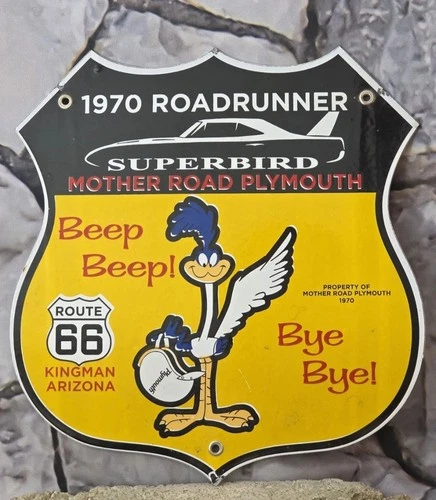 1970 ROADRUNNER
SUPERBIRD
MOTHER ROAD PLYMOUTH
Beep
Beep!
PROPERTY OF
MOTHER ROAD PLYMOUTH
1970
ROUTE
66
KINGMAN
ARIZONA
Plymouth
Bye
Bye!